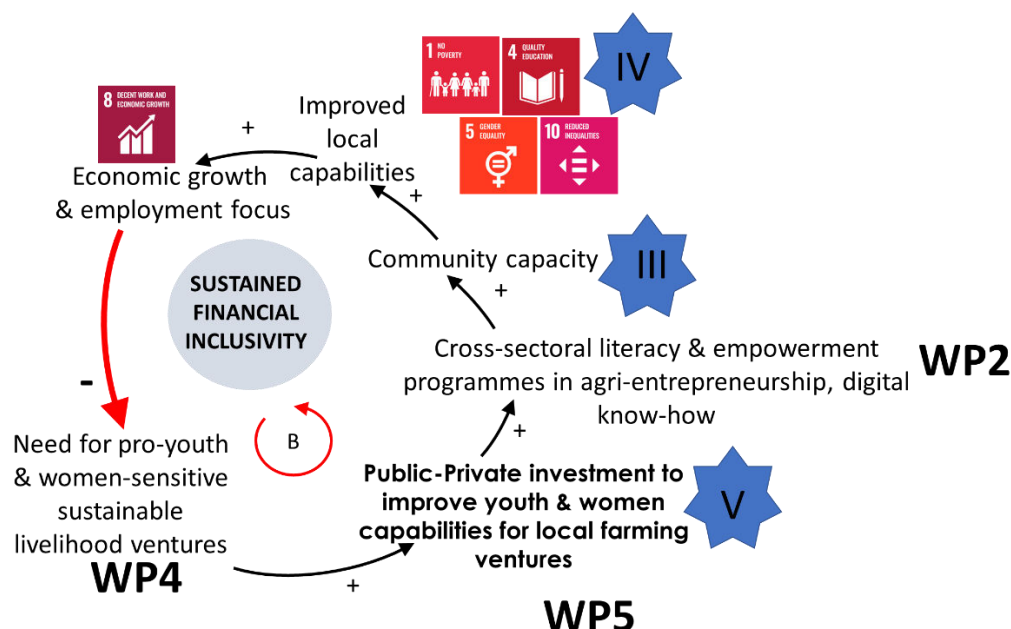 1 NO
POVERTY
4 QUALITY
EDUCATION
IV
8 DECENT WORK AND
ECONOMIC GROWTH
+
Improved
local
capabilities
5 GENDER
EQUALITY
10 REDUCED
INEQUALITIES
Economic growth
& employment focus
+
Community capacity
III
SUSTAINED
FINANCIAL
INCLUSIVITY
+
Cross-sectoral literacy & empowerment
programmes in agri-entrepreneurship, digital
know-how
WP2
-
B
+
Need for pro-youth
& women-sensitive
sustainable
livelihood ventures
WP4
Public-Private investment to
improve youth & women
capabilities for local farming
ventures
V
+
WP5